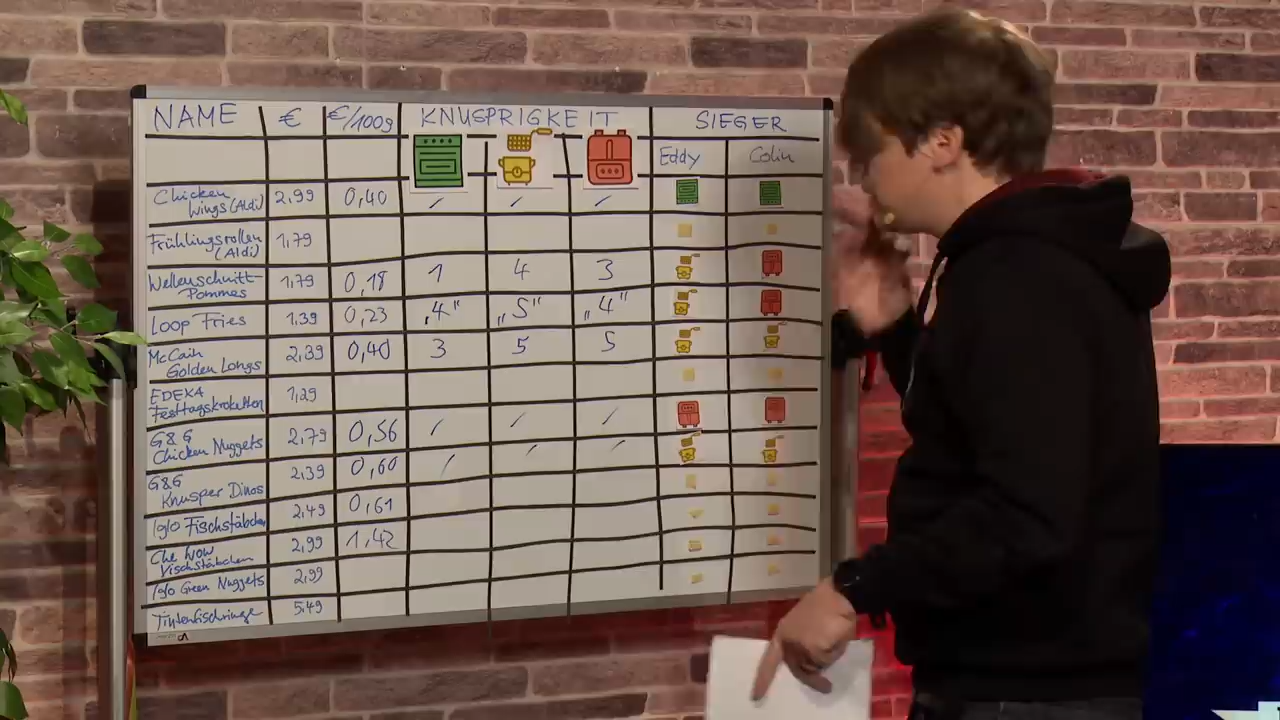 NAME € €/100g KNUSPRIGKEIT SIEGER
Eddy Colin
Chicken
Wings (Aldi) 2,99 0,40 / / /
Frühlingsrollen
(Aldi) 1,79
Wellenschnitt-
Pommes 1,79 0,18 1 4 3
Loop Fries 1,39 0,23 „4" „5" „4"
McCain
Golden Longs 2,39 0,40 3 5 5
EDEKA
Festtagskroketten 1,29
G&G
Chicken Nuggets 2,79 0,56 / / /
G&G
Knusper Dinos 2,39 0,60 / / /
Iglo Fischstäbchen 2,49 0,61
Vischstäbchen 2,99 1,42
Iglo Green Nuggets 2,99
Tintenfischringe 5,49